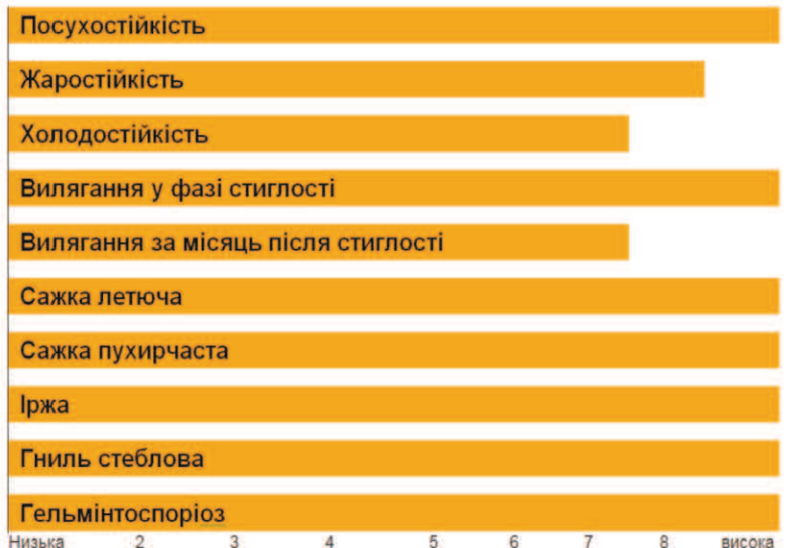 Посухостійкість
Жаростійкість
Холодостійкість
Вилягання у фазі стиглості
Вилягання за місяць після стиглості
Сажка летюча
Сажка пухирчаста
Іржа
Гниль стеблова
Гельмінтоспоріоз
Низька 2 3 4 5 6 7 8 висока